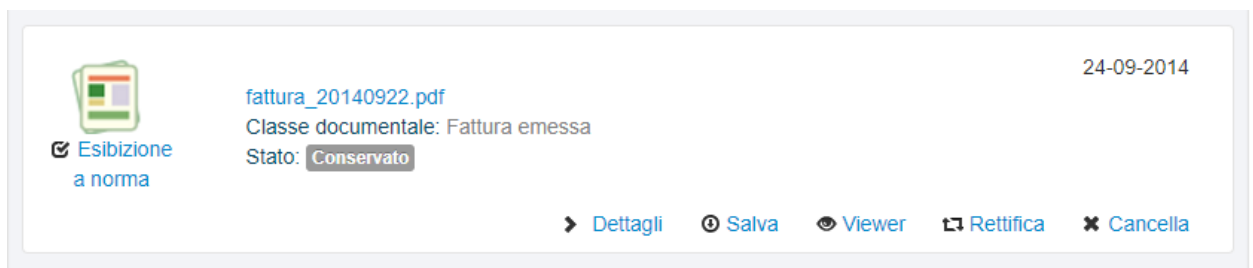 24-09-2014
fattura_20140922.pdf
Classe documentale: Fattura emessa
Stato: Conservato
Esibizione
a norma
Dettagli Salva Viewer Rettifica Cancella